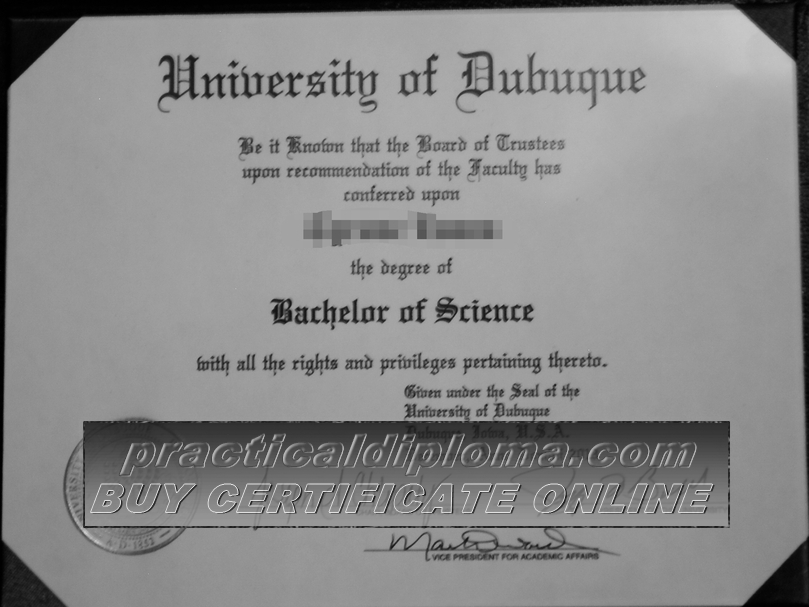 University of Dubuque
Be it Known that the Board of Trustees
upon recommendation of the Faculty has
conferred upon
the degree of
Bachelor of Science
with all the rights and privileges pertaining thereto.
Given under the Seal of the
University of Dubuque
Dubuque, Iowa, U.S.A.
practicaldiploma.com
BUY CERTIFICATE ONLINE
VICE PRESIDENT FOR ACADEMIC AFFAIRS